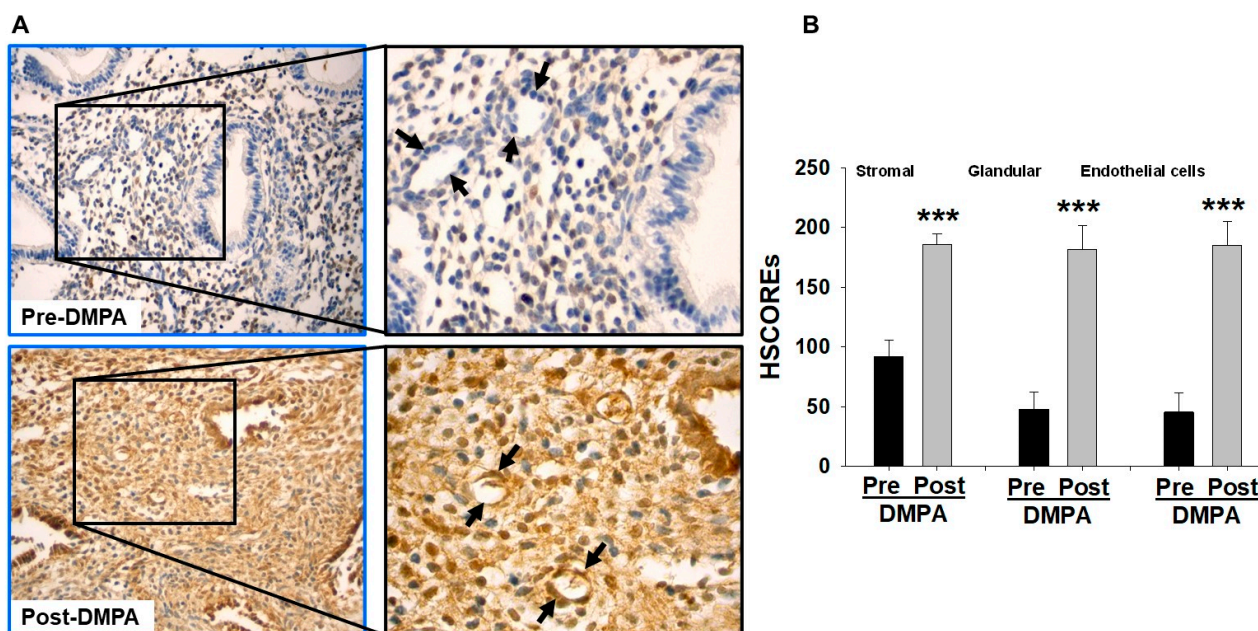 A
Pre-DMPA
Post-DMPA
B
HSCOREs
250
200
150
100
50
0
Stromal Glandular Endothelial cells
*** *** ***
Pre Post Pre Post Pre Post
DMPA DMPA DMPA